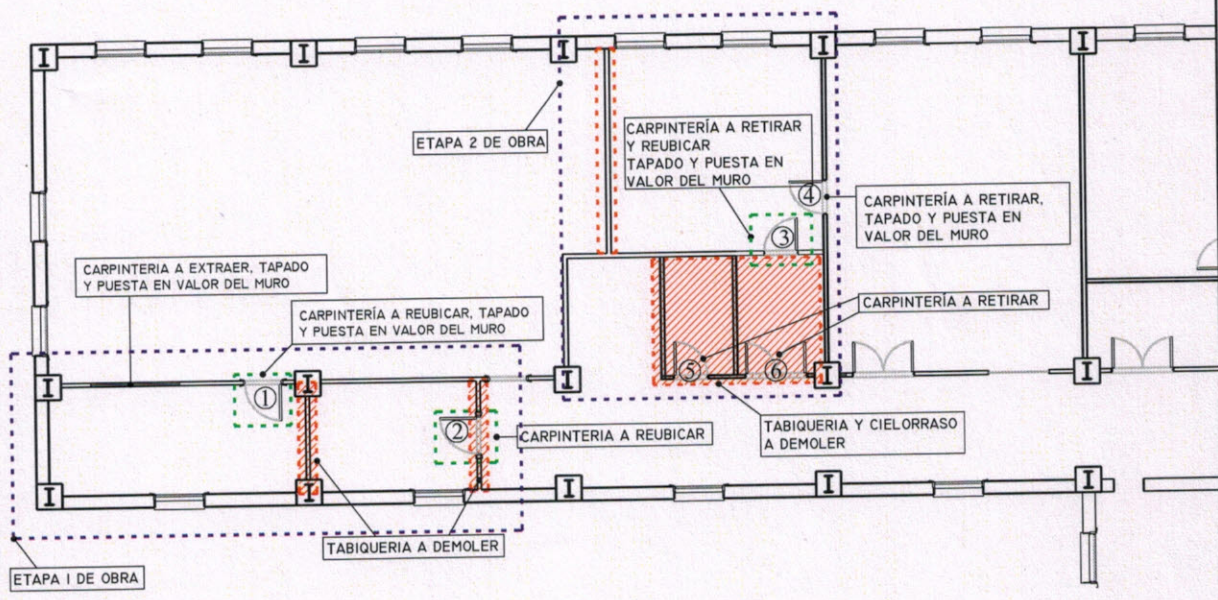 ETAPA 2 DE OBRA
CARPINTERÍA A RETIRAR
Y REUBICAR
TAPADO Y PUESTA EN
VALOR DEL MURO
4
CARPINTERÍA A RETIRAR,
TAPADO Y PUESTA EN
VALOR DEL MURO
3
CARPINTERIA A EXTRAER, TAPADO
Y PUESTA EN VALOR DEL MURO
CARPINTERÍA A REUBICAR, TAPADO
Y PUESTA EN VALOR DEL MURO
CARPINTERÍA A RETIRAR
5
6
1
2
CARPINTERIA A REUBICAR
TABIQUERIA Y CIELORRASO
A DEMOLER
TABIQUERIA A DEMOLER
ETAPA I DE OBRA